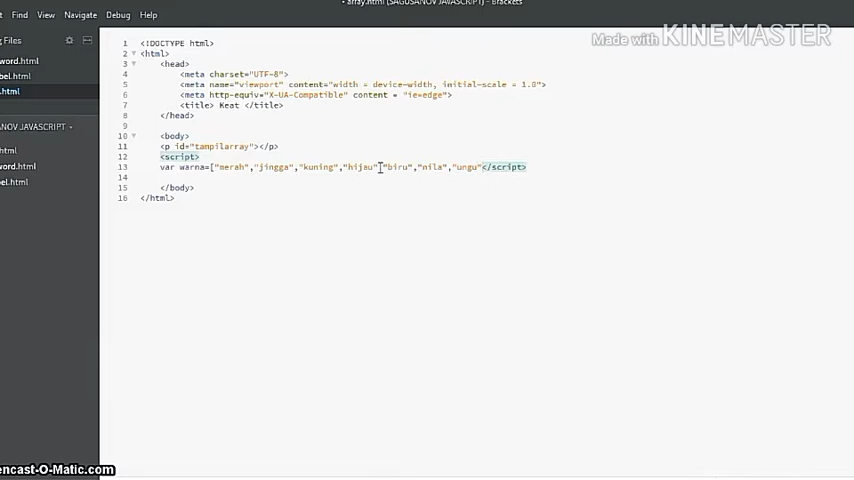 array.html (SAGUSANOV JAVASCRIPT) - Brackets
Find View Navigate Debug Help
Made with KINEMASTER
g Files
word.html
bel.html
.html
ANOV JAVASCRIPT
html
word.html
bel.html
1 <!DOCTYPE html>
2 <html>
3 <head>
4 <meta charset="UTF-8">
5 <meta name="viewport" content="width = device-width, initial-scale = 1.0">
6 <meta http-equiv="X-UA-Compatible" content = "ie=edge">
7 <title> Keat </title>
8 </head>
9
10 <body>
11 <p id="tampilarray"></p>
12 <script>
13 var warna=["merah","jingga","kuning","hijau","biru","nila","ungu"</script>
14
15 </body>
16 </html>
encast-O-Matic.com